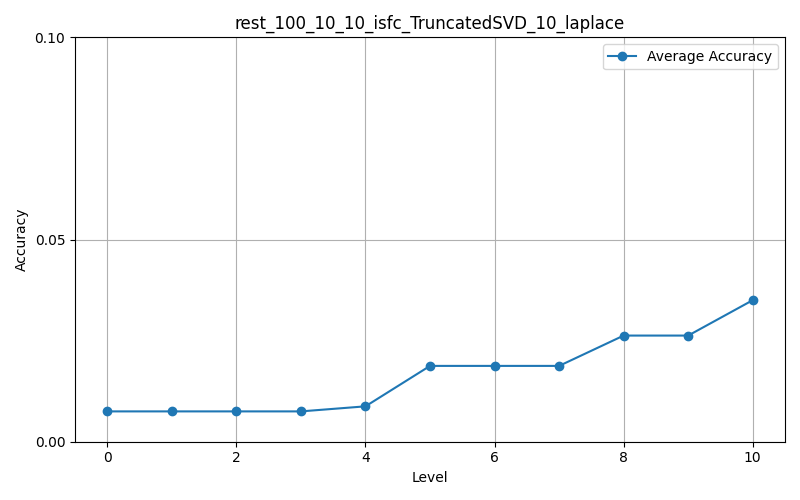 rest_100_10_10_isfc_TruncatedSVD_10_laplace
Average Accuracy
Accuracy
0.10
0.05
0.00
0 2 4 6 8 10
Level